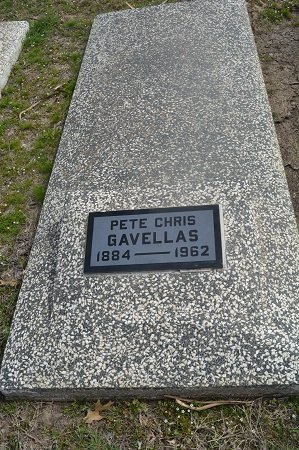 PETE CHRIS
GAVELLAS
1884 — 1962